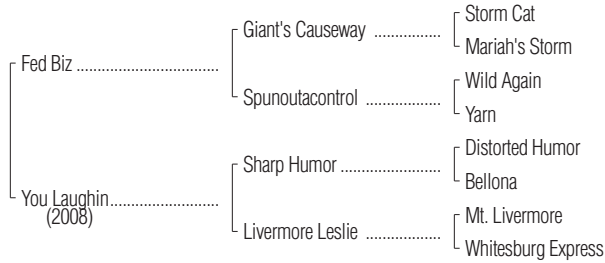 Storm Cat
Giant's Causeway ..................
Mariah's Storm
Fed Biz ................................
Wild Again
Spunoutacontrol .................
Yarn
Distorted Humor
Sharp Humor .......................
Bellona
You Laughin.........................
(2008)
Mt. Livermore
Livermore Leslie .................
Whitesburg Express